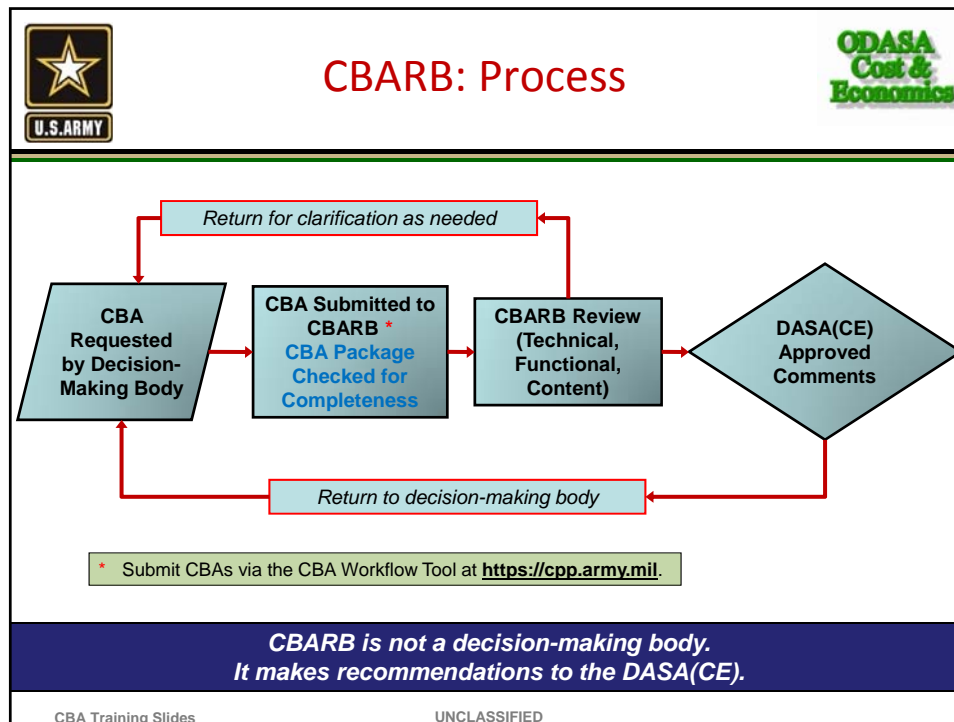 U.S.ARMY
CBARB: Process
ODASA
Cost &
Economics
Return for clarification as needed
CBA
Requested
by Decision-
Making Body
CBA Submitted to
CBARB *
CBA Package
Checked for
Completeness
CBARB Review
(Technical,
Functional,
Content)
DASA(CE)
Approved
Comments
Return to decision-making body
* Submit CBAs via the CBA Workflow Tool at https://cpp.army.mil.
CBARB is not a decision-making body.
It makes recommendations to the DASA(CE).
CBA Training Slides
UNCLASSIFIED